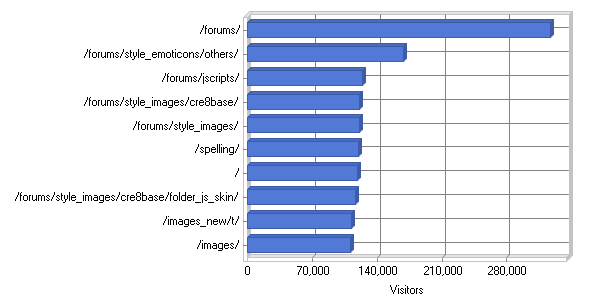 /forums/
/forums/style_emoticons/others/
/forums/jscripts/
/forums/style_images/cre8base/
/forums/style_images/
/spelling/
/
/forums/style_images/cre8base/folder_js_skin/
/images_new/t/
/images/
0 70,000 140,000 210,000 280,000
Visitors